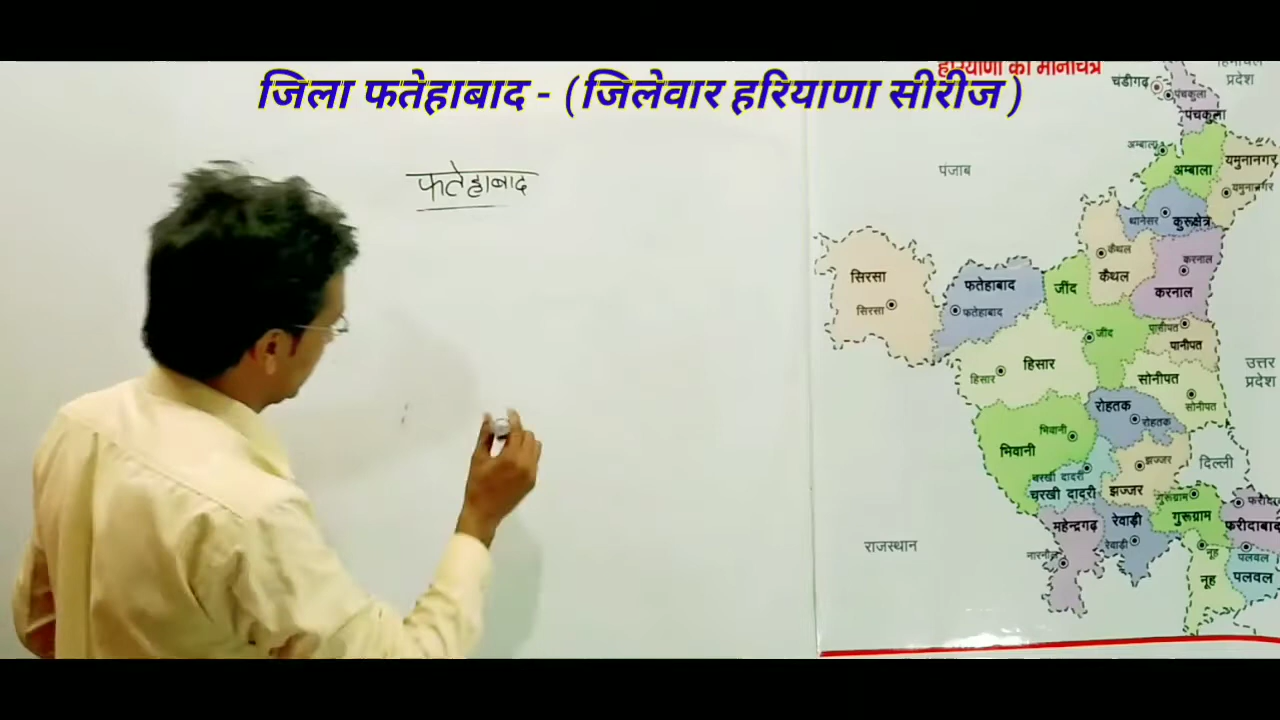 जिला फतेहाबाद - ( जिलेवार हरियाणा सीरीज )
फतेहाबाद
हरियाणा का मानचित्र
हिमाचल
प्रदेश
चंडीगढ़
पंचकुला
पंचकुला
अम्बाला
अम्बाला
यमुनानगर
यमुनानगर
पंजाब
थानेसर
कुरूक्षेत्र
कैथल
कैथल
करनाल
करनाल
सिरसा
सिरसा
फतेहाबाद
फतेहाबाद
जींद
जींद
पानीपत
पानीपत
हिसार
हिसार
सोनीपत
सोनीपत
उत्तर
प्रदेश
रोहतक
रोहतक
भिवानी
भिवानी
झज्जर
झज्जर
दिल्ली
चरखी दादरी
चरखी दादरी
गुरूग्राम
गुरूग्राम
फरीदाबाद
महेन्द्रगढ़
रेवाड़ी
रेवाड़ी
राजस्थान
नारनौल
नूह
नूह
पलवल
पलवल